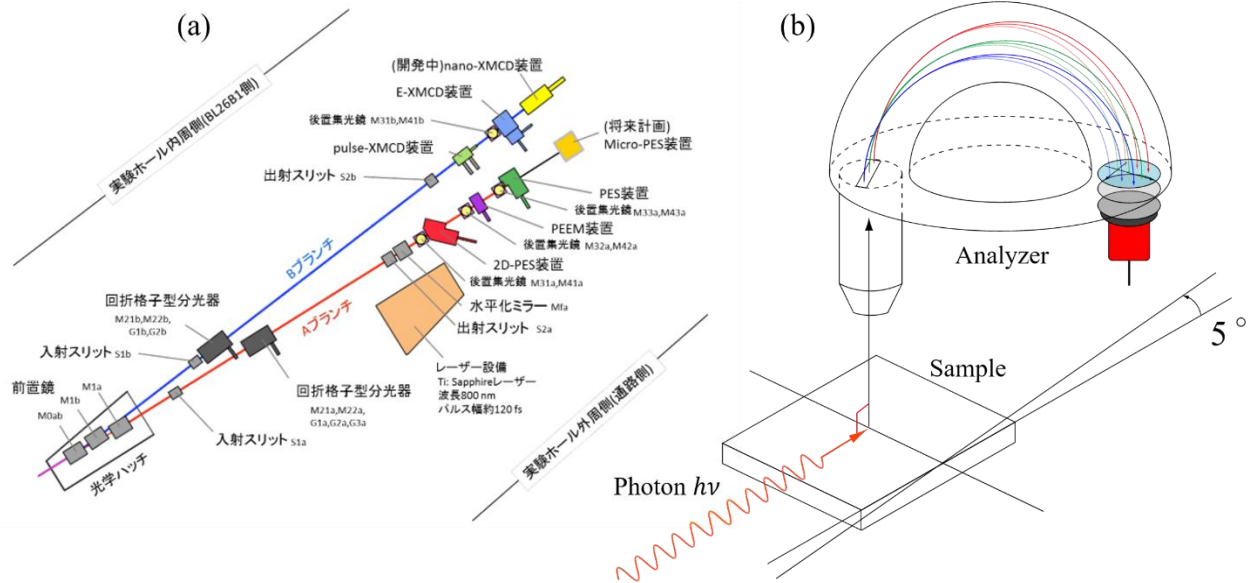 (a)
実験ホール内周側(BL26B1側)
(開発中)nano-XMCD装置
E-XMCD装置
後置集光鏡 M31b,M41b
pulse-XMCD装置
出射スリット S2b
(将来計画)
Micro-PES装置
PES装置
後置集光鏡 M33a,M43a
PEEM装置
後置集光鏡 M32a,M42a
2D-PES装置
後置集光鏡 M31a,M41a
水平化ミラー Mfa
出射スリット S2a
Bブランチ
Aブランチ
回折格子型分光器
M21b,M22b,
G1b,G2b
入射スリット S1b
前置鏡
M1a
M1b
M0ab
光学ハッチ
入射スリット S1a
回折格子型分光器
M21a,M22a,
G1a,G2a,G3a
レーザー設備
Ti: Sapphireレーザー
波長800 nm
パルス幅約120 fs
実験ホール外周側(通路側)
(b)
Analyzer
5°
Sample
Photon hν